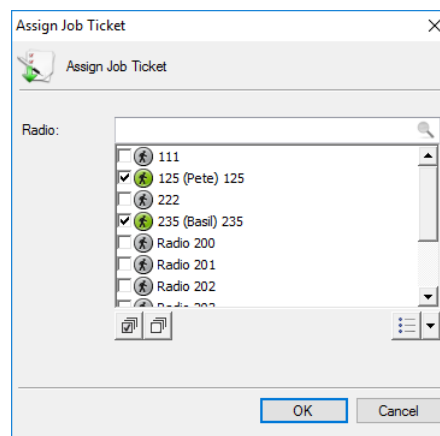 Assign Job Ticket
Assign Job Ticket
Radio:
111
125 (Pete) 125
222
235 (Basil) 235
Radio 200
Radio 201
Radio 202
OK
Cancel